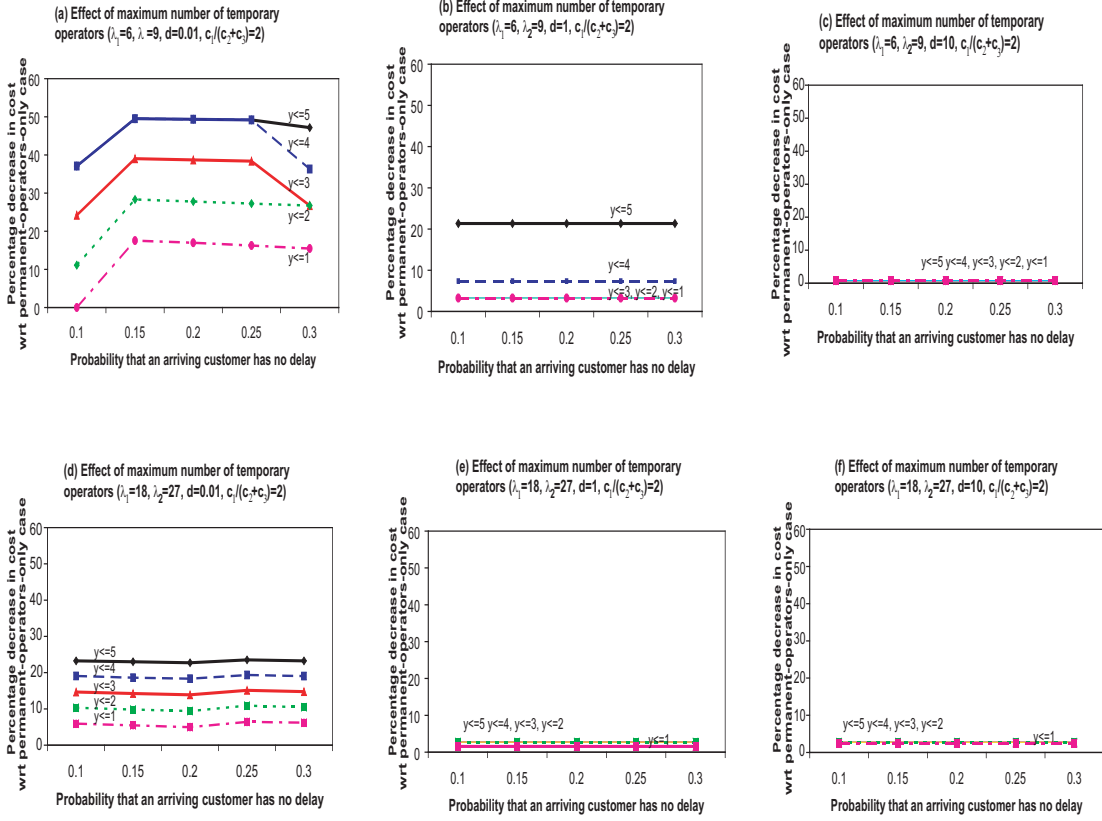 (a) Effect of maximum number of temporary
operators (λ1=6, λ =9, d=0.01, c1/(c2+c3)=2)
Percentage decrease in cost
wrt permanent-operators-only case
60
50
40
30
20
10
0
y<=5
y<=4
y<=3
y<=2
y<=1
0.1 0.15 0.2 0.25 0.3
Probability that an arriving customer has no delay
(b) Effect of maximum number of temporary
operators (λ1=6, λ2=9, d=1, c1/(c2+c3)=2)
Percentage decrease in cost
wrt permanent-operators-only case
60
50
40
30
20
10
0
y<=5
y<=4
y<=3, y<=2, y<=1
0.1 0.15 0.2 0.25 0.3
Probability that an arriving customer has no delay
(c) Effect of maximum number of temporary
operators (λ1=6, λ2=9, d=10, c1/(c2+c3)=2)
Percentage decrease in cost
wrt permanent-operators-only case
60
50
40
30
20
10
0
y<=5 y<=4, y<=3, y<=2, y<=1
0.1 0.15 0.2 0.25 0.3
Probability that an arriving customer has no delay
(d) Effect of maximum number of temporary
operators (λ1=18, λ2=27, d=0.01, c1/(c2+c3)=2)
Percentage decrease in cost
wrt permanent-operators-only case
60
50
40
30
20
10
0
y<=5
y<=4
y<=3
y<=2
y<=1
0.1 0.15 0.2 0.25 0.3
Probability that an arriving customer has no delay
(e) Effect of maximum number of temporary
operators (λ1=18, λ2=27, d=1, c1/(c2+c3)=2)
Percentage decrease in cost
wrt permanent-operators-only case
60
50
40
30
20
10
0
y<=5 y<=4, y<=3, y<=2
y<=1
0.1 0.15 0.2 0.25 0.3
Probability that an arriving customer has no delay
(f) Effect of maximum number of temporary
operators (λ1=18, λ2=27, d=10, c1/(c2+c3)=2)
Percentage decrease in cost
wrt permanent-operators-only case
60
50
40
30
20
10
0
y<=5 y<=4, y<=3, y<=2
y<=1
0.1 0.15 0.2 0.25 0.3
Probability that an arriving customer has no delay